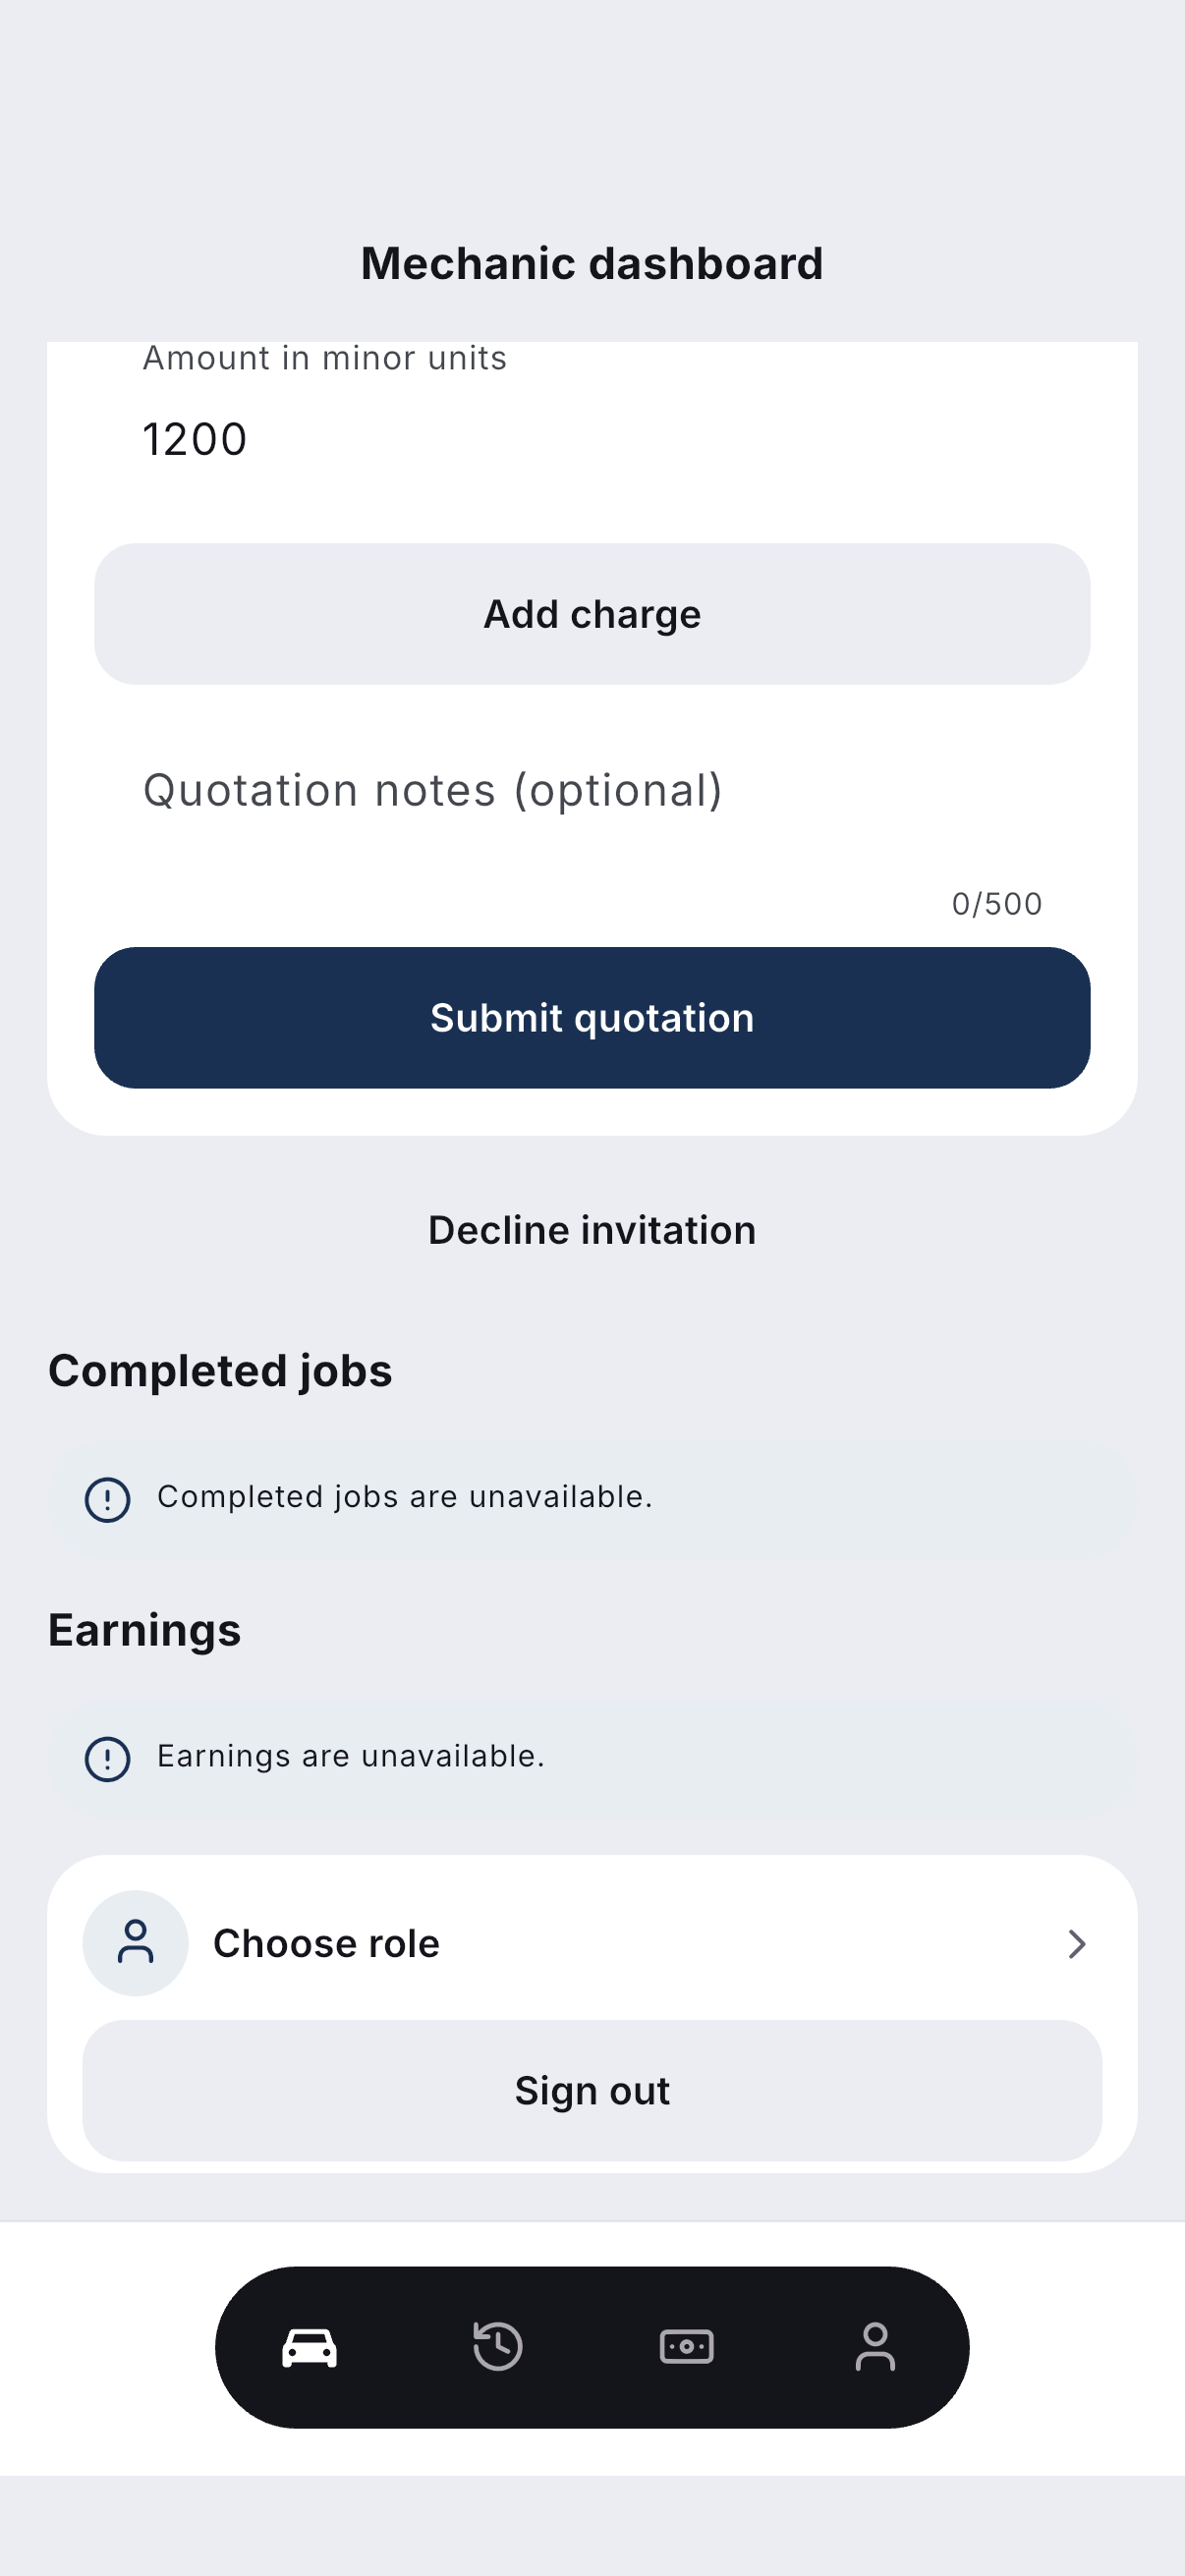 Mechanic dashboard
Amount in minor units
1200
Add charge
Quotation notes (optional)
0/500
Submit quotation
Decline invitation
Completed jobs
Completed jobs are unavailable.
Earnings
Earnings are unavailable.
Choose role
Sign out